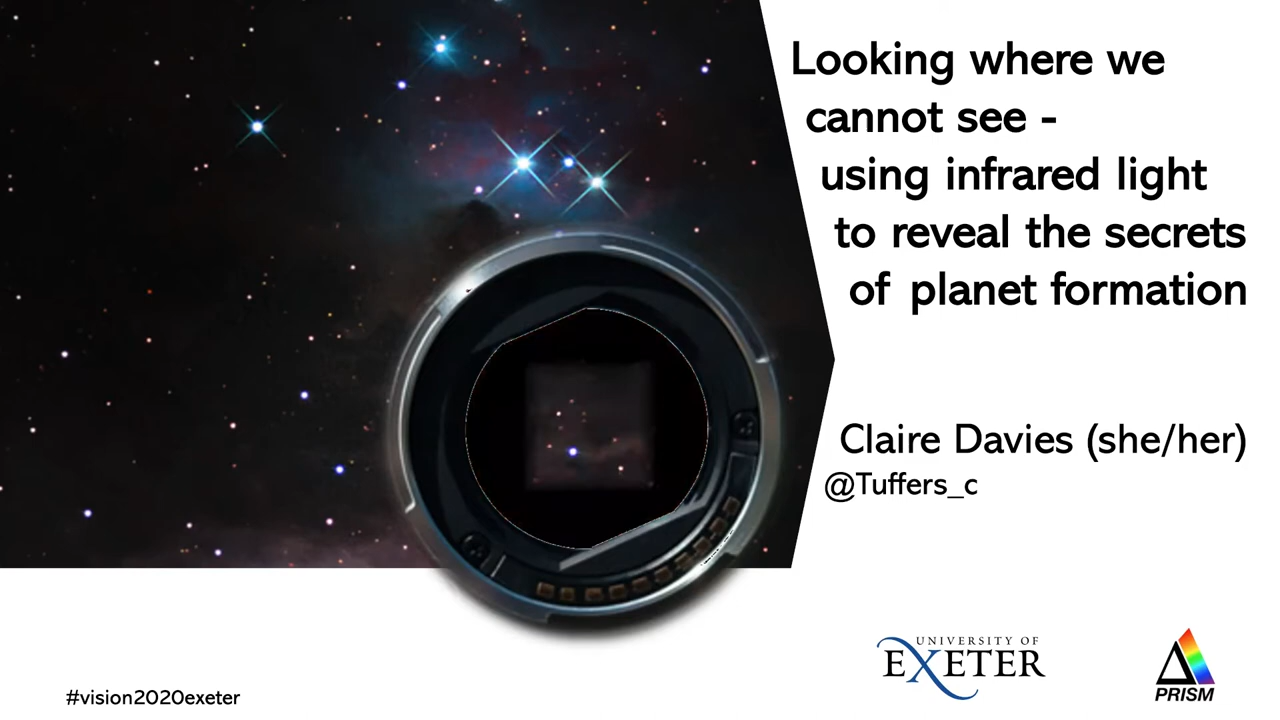 Looking where we
cannot see -
using infrared light
to reveal the secrets
of planet formation
Claire Davies (she/her)
@Tuffers_c
UNIVERSITY OF
EXETER
PRISM
#vision2020exeter